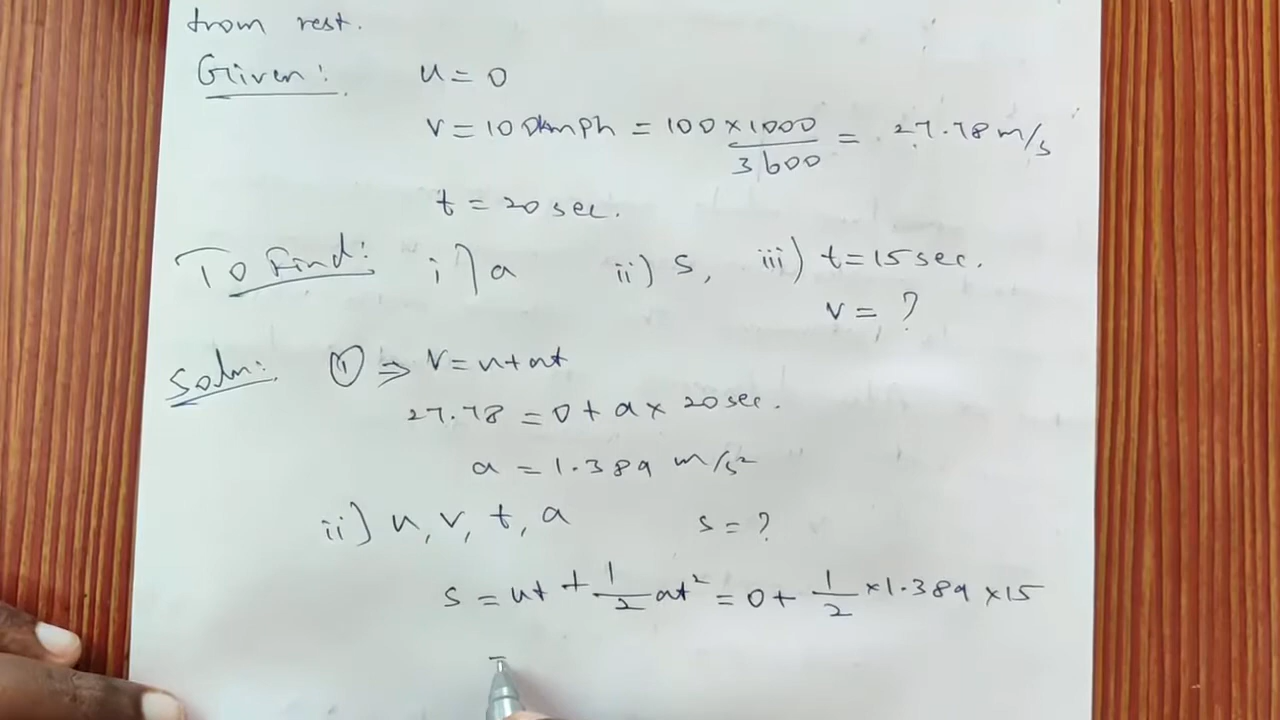 from rest.
Given:   u = 0
v = 100kmph = 100 × 1000 / 3600 = 27.78 m/s
t = 20 sec.
To Find:   i) a   ii) s,   iii) t = 15 sec.
v = ?
Soln:   ① ⇒ v = u + at
27.78 = 0 + a × 20 sec.
a = 1.389 m/s²
ii) u, v, t, a   s = ?
s = ut + 1/2 at² = 0 + 1/2 × 1.389 × 15